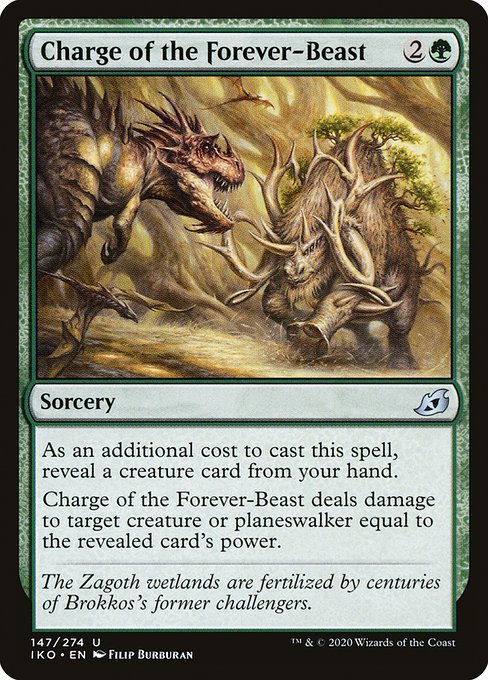 Charge of the Forever-Beast 2
Sorcery
As an additional cost to cast this spell,
reveal a creature card from your hand.
Charge of the Forever-Beast deals damage
to target creature or planeswalker equal to
the revealed card's power.
The Zagoth wetlands are fertilized by centuries
of Brokkos's former challengers.
147/274 U
IKO • EN Filip Burburan
™ & © 2020 Wizards of the Coast